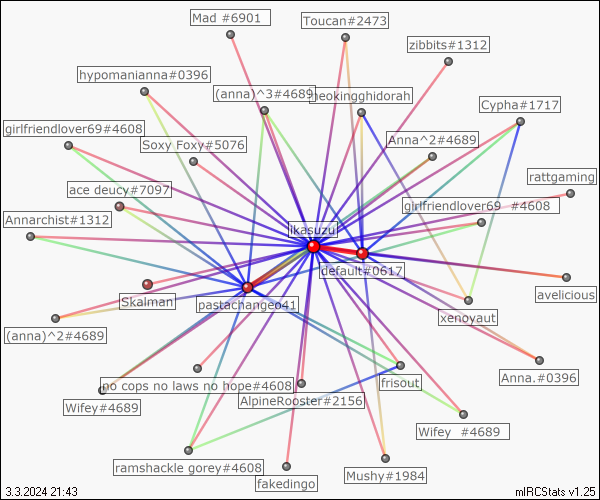 Mad #6901
Toucan#2473
zibbits#1312
hypomanianna#0396
(anna)^3#4689
neokingghidorah
Cypha#1717
girlfriendlover69#4608
Soxy Foxy#5076
Anna^2#4689
ace deucy#7097
rattgaming
girlfriendlover69 #4608
Annarchist#1312
likasuzu
default#0617
Skalman
pastachangeo41
avelicious
xenoyaut
(anna)^2#4689
Anna.#0396
no cops no laws no hope#4608
frisout
Wifey#4689
AlpineRooster#2156
Wifey #4689
ramshackle gorey#4608
Mushy#1984
fakedingo
3.3.2024 21:43
mIRCStats v1.25